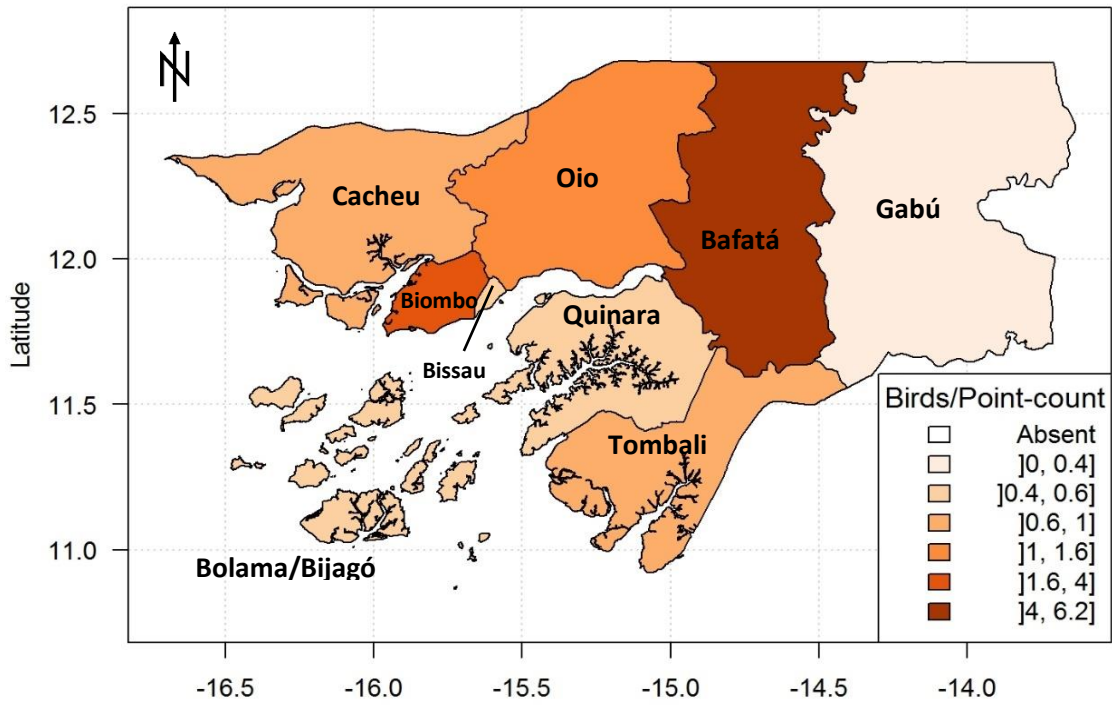 N
12.5
12.0
11.5
11.0
Latitude
Cacheu
Oio
Bafatá
Gabú
Biombo
Bissau
Quinara
Tombali
Bolama/Bijagó
Birds/Point-count
Absent
]0, 0.4]
]0.4, 0.6]
]0.6, 1]
]1, 1.6]
]1.6, 4]
]4, 6.2]
-16.5 -16.0 -15.5 -15.0 -14.5 -14.0